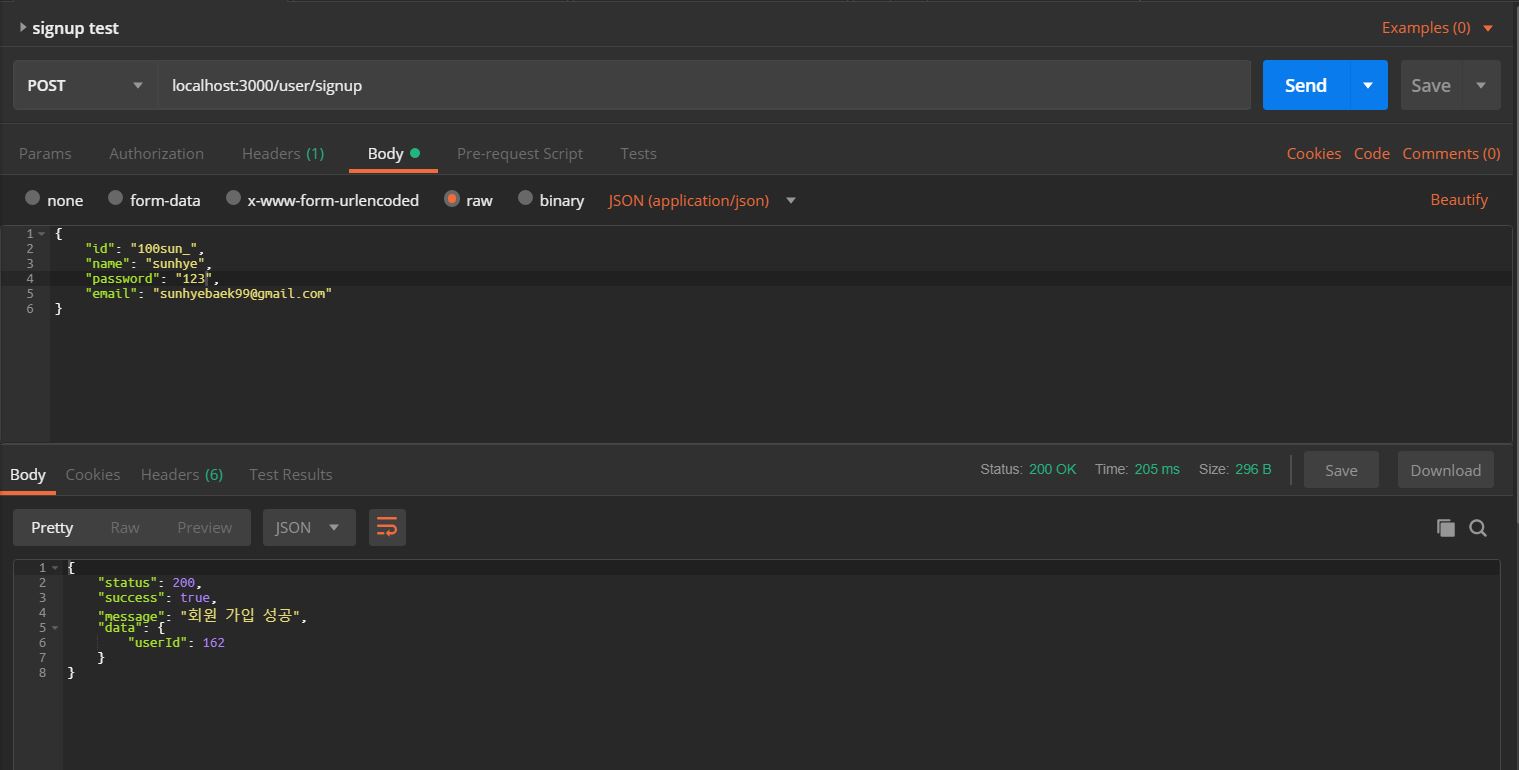 signup test
Examples (0)
POST
localhost:3000/user/signup
Send
Save
Params Authorization Headers (1) Body Pre-request Script Tests
Cookies Code Comments (0)
none form-data x-www-form-urlencoded raw binary JSON (application/json)
Beautify
1 {
2 "id": "100sun_",
3 "name": "sunhye",
4 "password": "123",
5 "email": "sunhyebaek99@gmail.com"
6 }
Body Cookies Headers (6) Test Results
Status: 200 OK Time: 205 ms Size: 296 B
Save
Download
Pretty Raw Preview JSON
1 {
2 "status": 200,
3 "success": true,
4 "message": "회원 가입 성공",
5 "data": {
6 "userId": 162
7 }
8 }